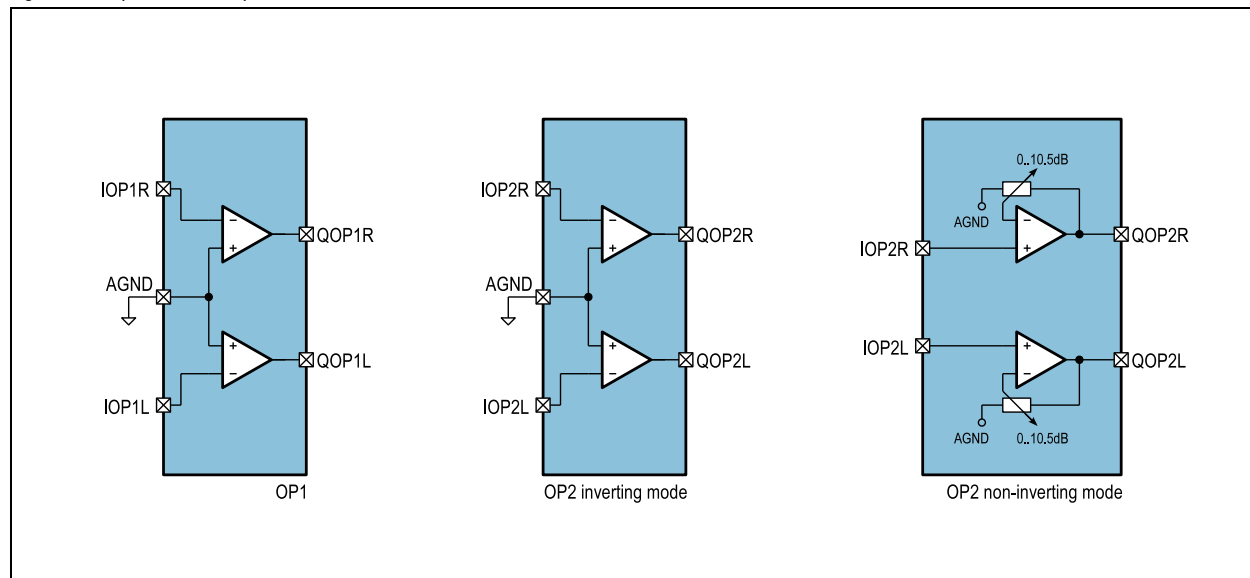 IOP1R
QOP1R
AGND
QOP1L
IOP1L
OP1
IOP2R
QOP2R
AGND
QOP2L
IOP2L
OP2 inverting mode
0..10.5dB
AGND
QOP2R
IOP2R
IOP2L
QOP2L
AGND
0..10.5dB
OP2 non-inverting mode